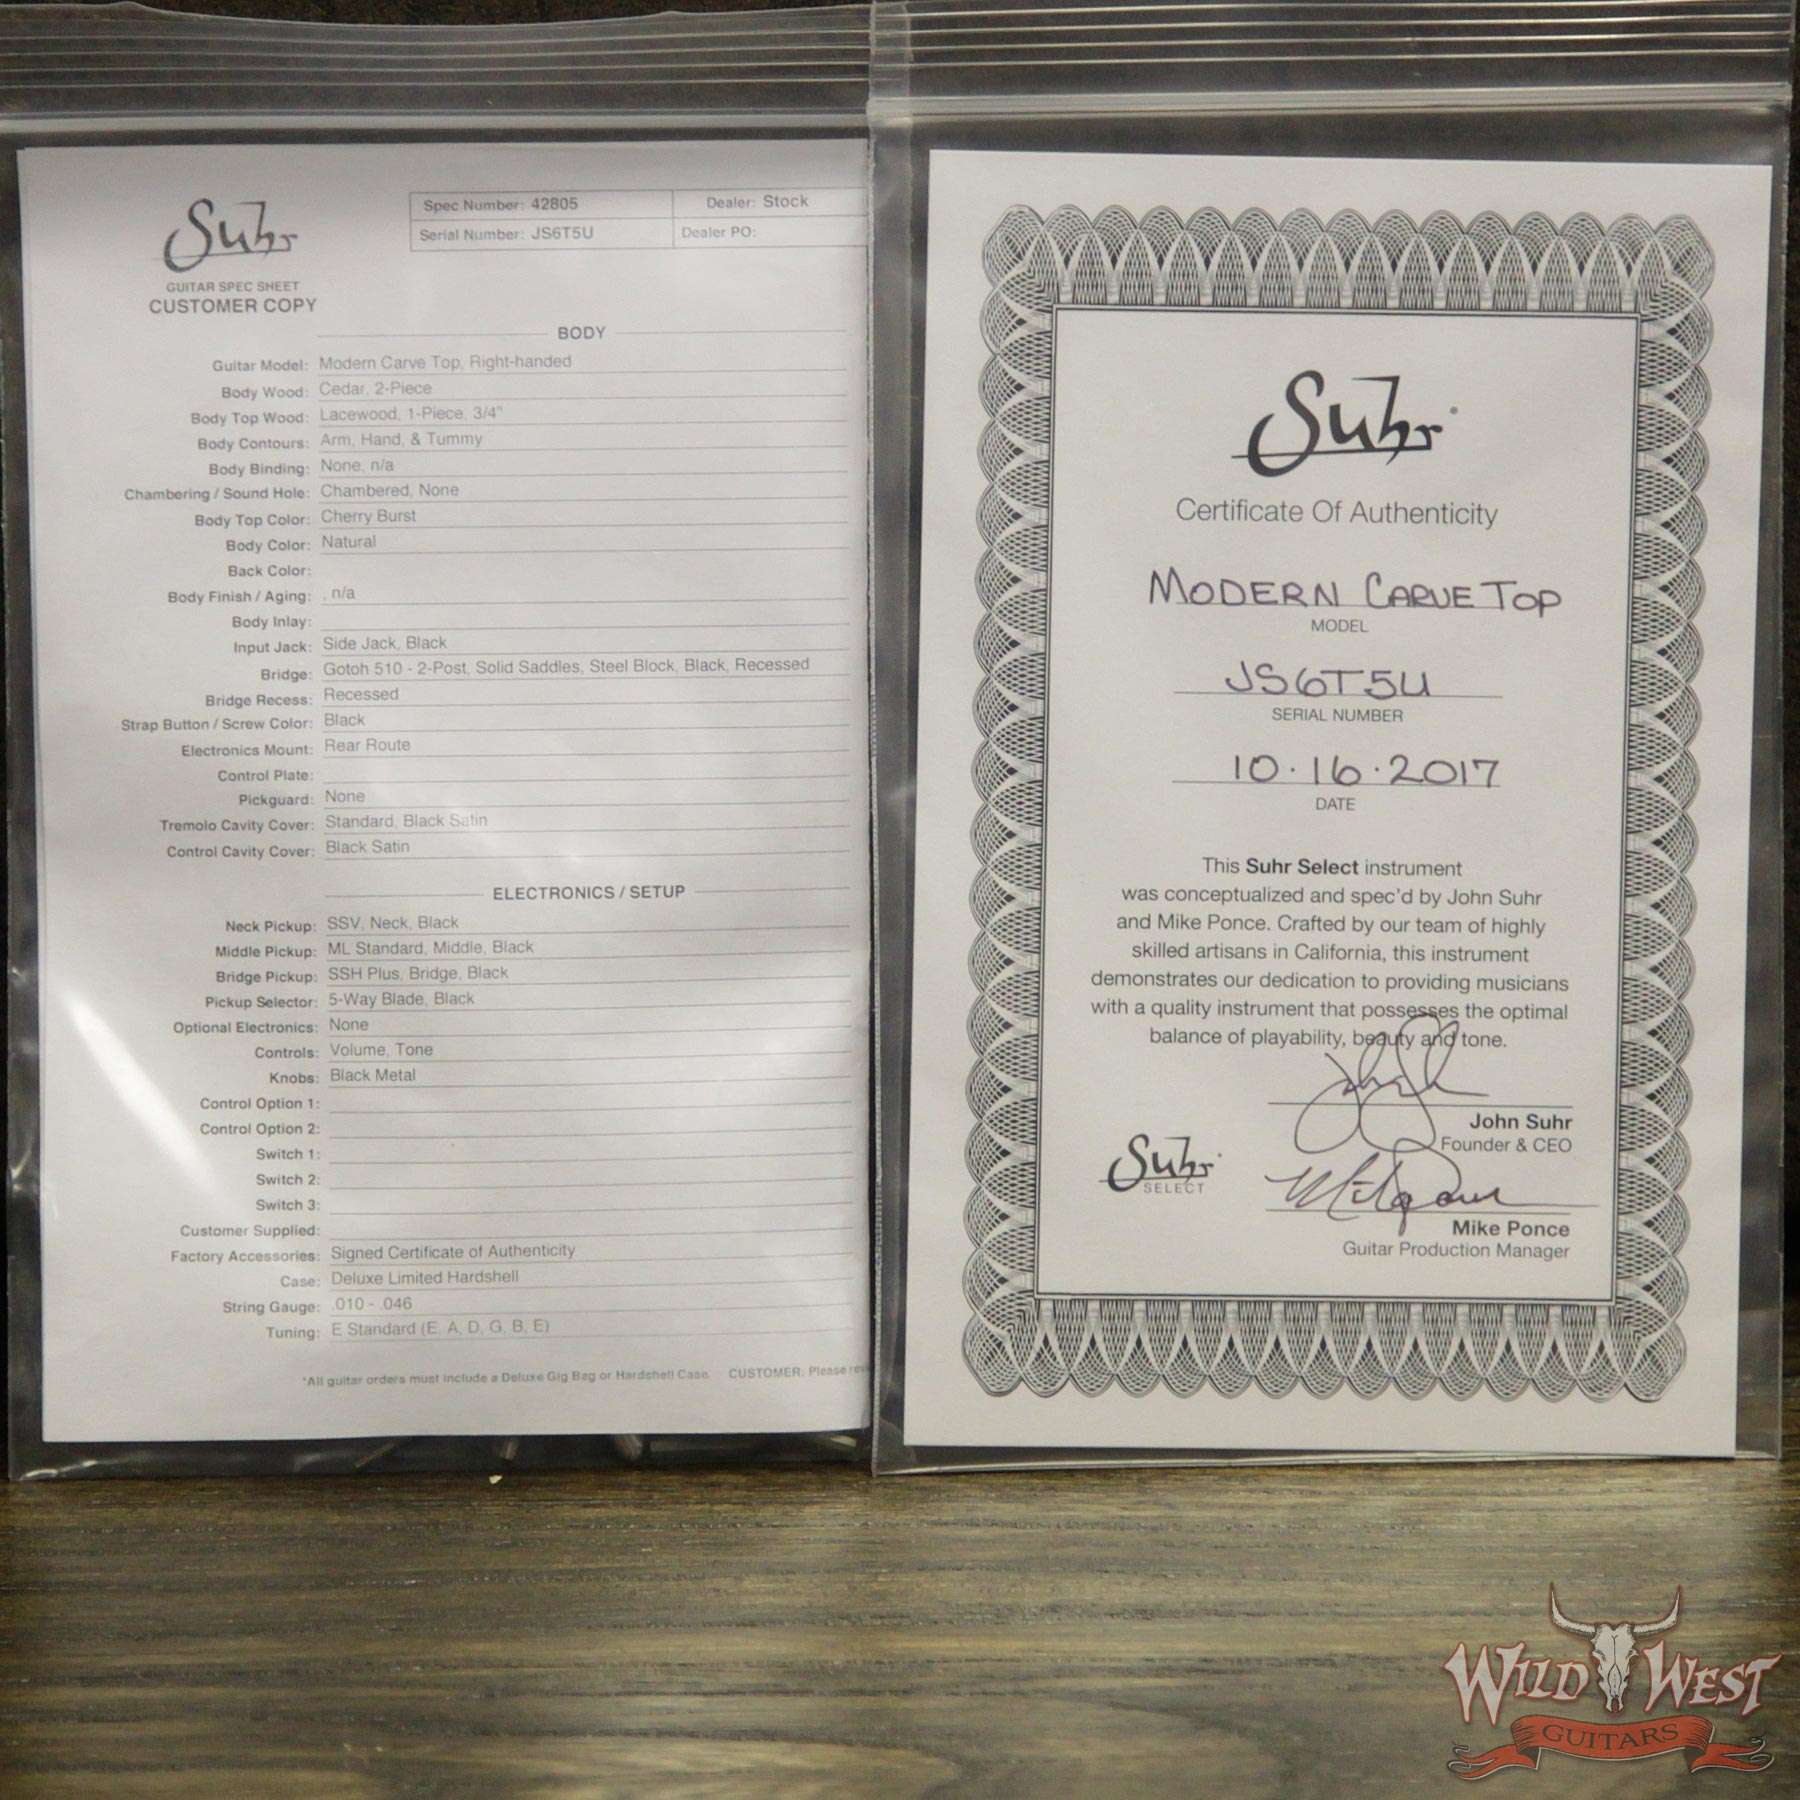 Suhr
GUITAR SPEC SHEET
CUSTOMER COPY
Spec Number: 42805 Dealer: Stock
Serial Number: JS6T5U Dealer PO:
BODY
Guitar Model: Modern Carve Top, Right-handed
Body Wood: Cedar, 2-Piece
Body Top Wood: Lacewood, 1-Piece, 3/4"
Body Contours: Arm, Hand, & Tummy
Body Binding: None, n/a
Chambering / Sound Hole: Chambered, None
Body Top Color: Cherry Burst
Body Color: Natural
Back Color:
Body Finish / Aging: , n/a
Body Inlay:
Input Jack: Side Jack, Black
Bridge: Gotoh 510 - 2-Post, Solid Saddles, Steel Block, Black, Recessed
Bridge Recess: Recessed
Strap Button / Screw Color: Black
Electronics Mount: Rear Route
Control Plate:
Pickguard: None
Tremolo Cavity Cover: Standard, Black Satin
Control Cavity Cover: Black Satin
ELECTRONICS / SETUP
Neck Pickup: SSV, Neck, Black
Middle Pickup: ML Standard, Middle, Black
Bridge Pickup: SSH Plus, Bridge, Black
Pickup Selector: 5-Way Blade, Black
Optional Electronics: None
Controls: Volume, Tone
Knobs: Black Metal
Control Option 1:
Control Option 2:
Switch 1:
Switch 2:
Switch 3:
Customer Supplied:
Factory Accessories: Signed Certificate of Authenticity
Case: Deluxe Limited Hardshell
String Gauge: .010 - .046
Tuning: E Standard (E, A, D, G, B, E)
*All guitar orders must include a Deluxe Gig Bag or Hardshell Case. CUSTOMER: Please
Suhr
Certificate Of Authenticity
MODERN CARVE TOP
MODEL
JS6T5U
SERIAL NUMBER
10.16.2017
DATE
This Suhr Select instrument
was conceptualized and spec'd by John Suhr
and Mike Ponce. Crafted by our team of highly
skilled artisans in California, this instrument
demonstrates our dedication to providing musicians
with a quality instrument that possesses the optimal
balance of playability, beauty and tone.
John Suhr
Founder & CEO
Suhr
SELECT
Mike Ponce
Guitar Production Manager
WILD WEST
GUITARS